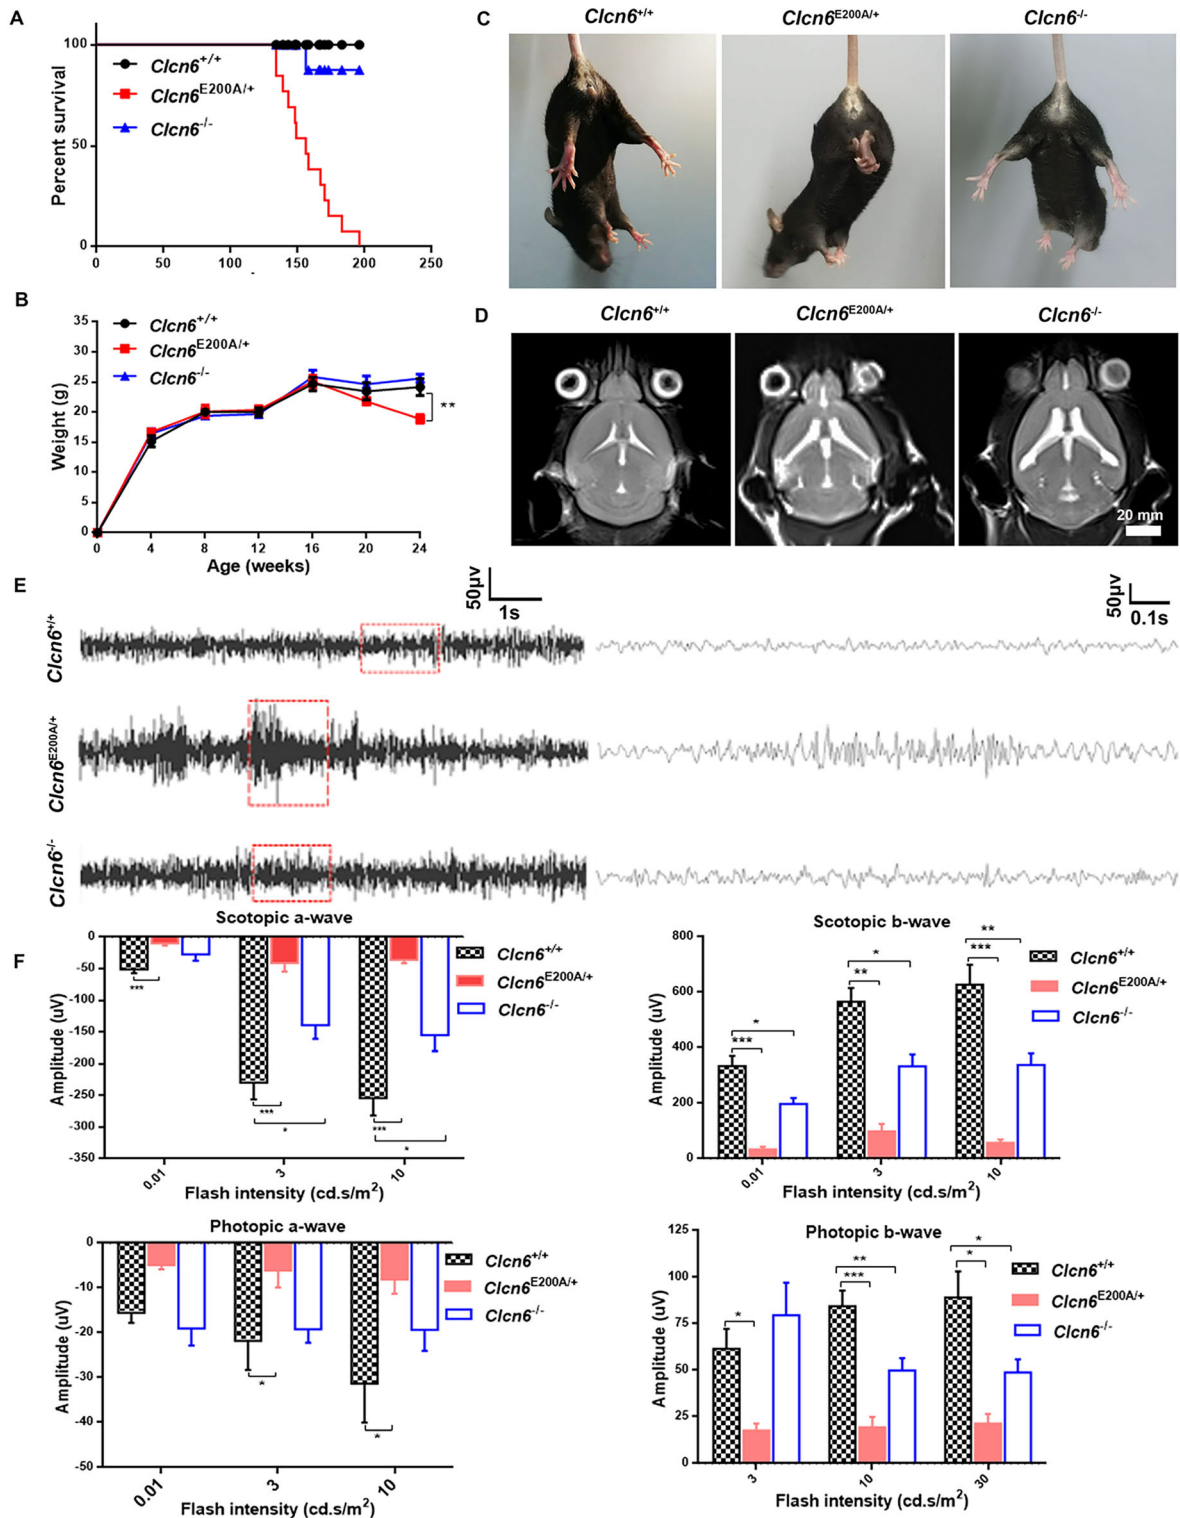 A
Percent survival
100
50
0
0 50 100 150 200 250
Clcn6+/+
Clcn6E200A/+
Clcn6-/-
B
Weight (g)
35
30
25
20
15
10
5
0
0 4 8 12 16 20 24
Age (weeks)
Clcn6+/+
Clcn6E200A/+
Clcn6-/-
**
C
Clcn6+/+ Clcn6E200A/+ Clcn6-/-
D
Clcn6+/+ Clcn6E200A/+ Clcn6-/-
20 mm
E
50μv
1s
50μv
0.1s
Clcn6+/+
Clcn6E200A/+
Clcn6-/-
F
Scotopic a-wave
Amplitude (uV)
0
-50
-100
-150
-200
-250
-300
-350
0.01 3 10
Flash intensity (cd.s/m2)
Clcn6+/+
Clcn6E200A/+
Clcn6-/-
***
***
*
***
*
Scotopic b-wave
Amplitude (uV)
800
600
400
200
0
0.01 3 10
Flash intensity (cd.s/m2)
Clcn6+/+
Clcn6E200A/+
Clcn6-/-
*
***
*
**
**
***
Photopic a-wave
Amplitude (uV)
0
-10
-20
-30
-40
-50
0.01 3 10
Flash intensity (cd.s/m2)
Clcn6+/+
Clcn6E200A/+
Clcn6-/-
*
*
Photopic b-wave
Amplitude (uV)
125
100
75
50
25
0
3 10 30
Flash intensity (cd.s/m2)
Clcn6+/+
Clcn6E200A/+
Clcn6-/-
*
**
***
*
*